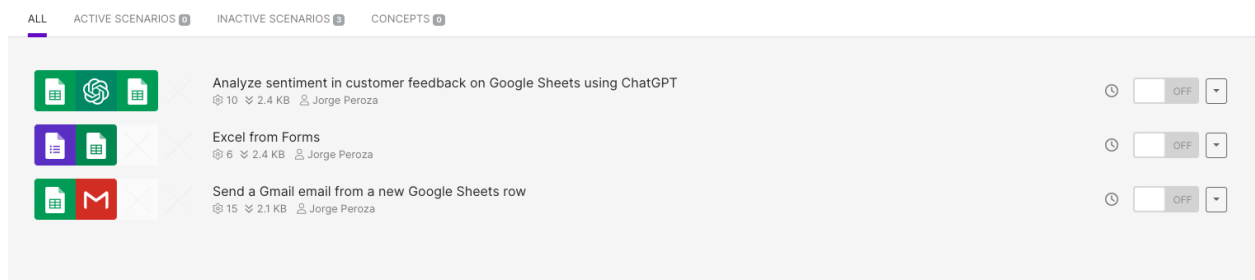 ALL ACTIVE SCENARIOS 0 INACTIVE SCENARIOS 3 CONCEPTS 0
Analyze sentiment in customer feedback on Google Sheets using ChatGPT
10 2.4 KB Jorge Peroza
OFF
Excel from Forms
6 2.4 KB Jorge Peroza
OFF
Send a Gmail email from a new Google Sheets row
15 2.1 KB Jorge Peroza
OFF